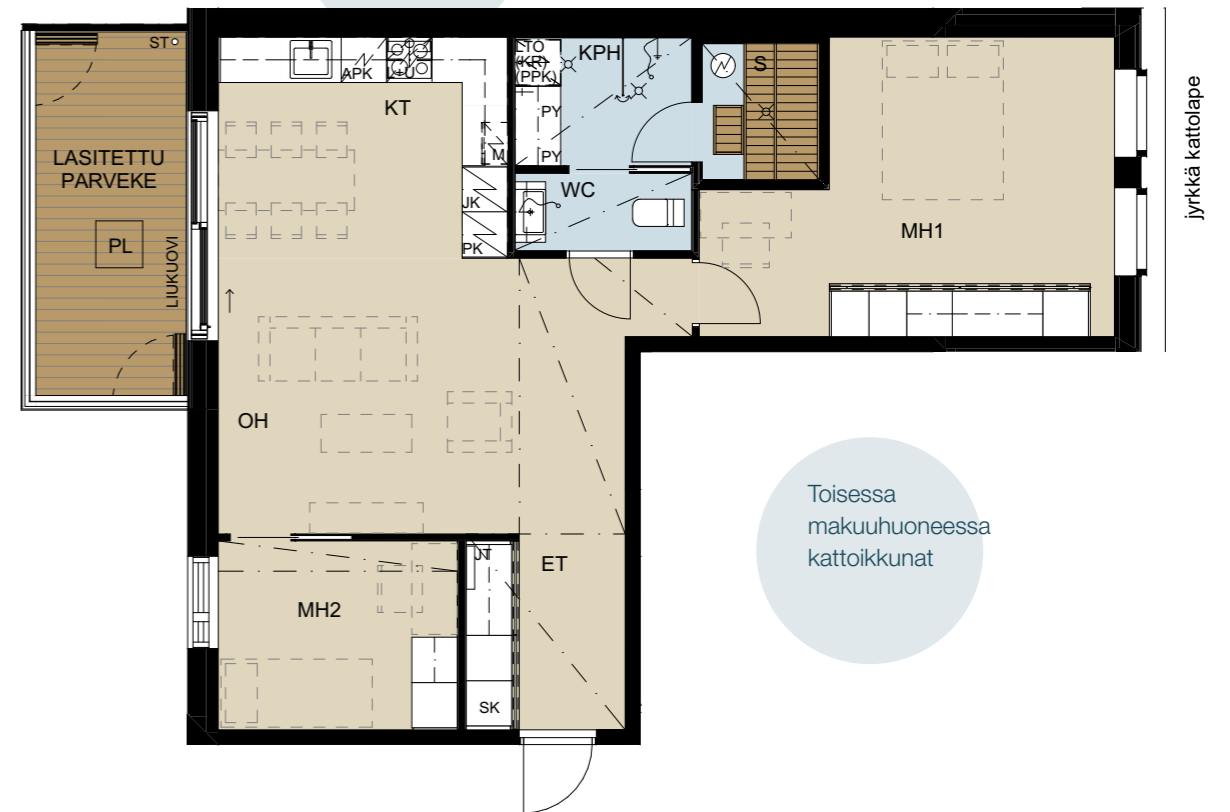 ST
LASITETTU
PARVEKE
PL
LIUKUOVI
APK
L+U
KT
M
JK
PK
(KR)
(PPK)
KPH
PY
PY
S
WC
MH1
jyrkkä kattolape
OH
ET
JT
MH2
SK
Toisessa
makuuhuoneessa
kattoikkunat